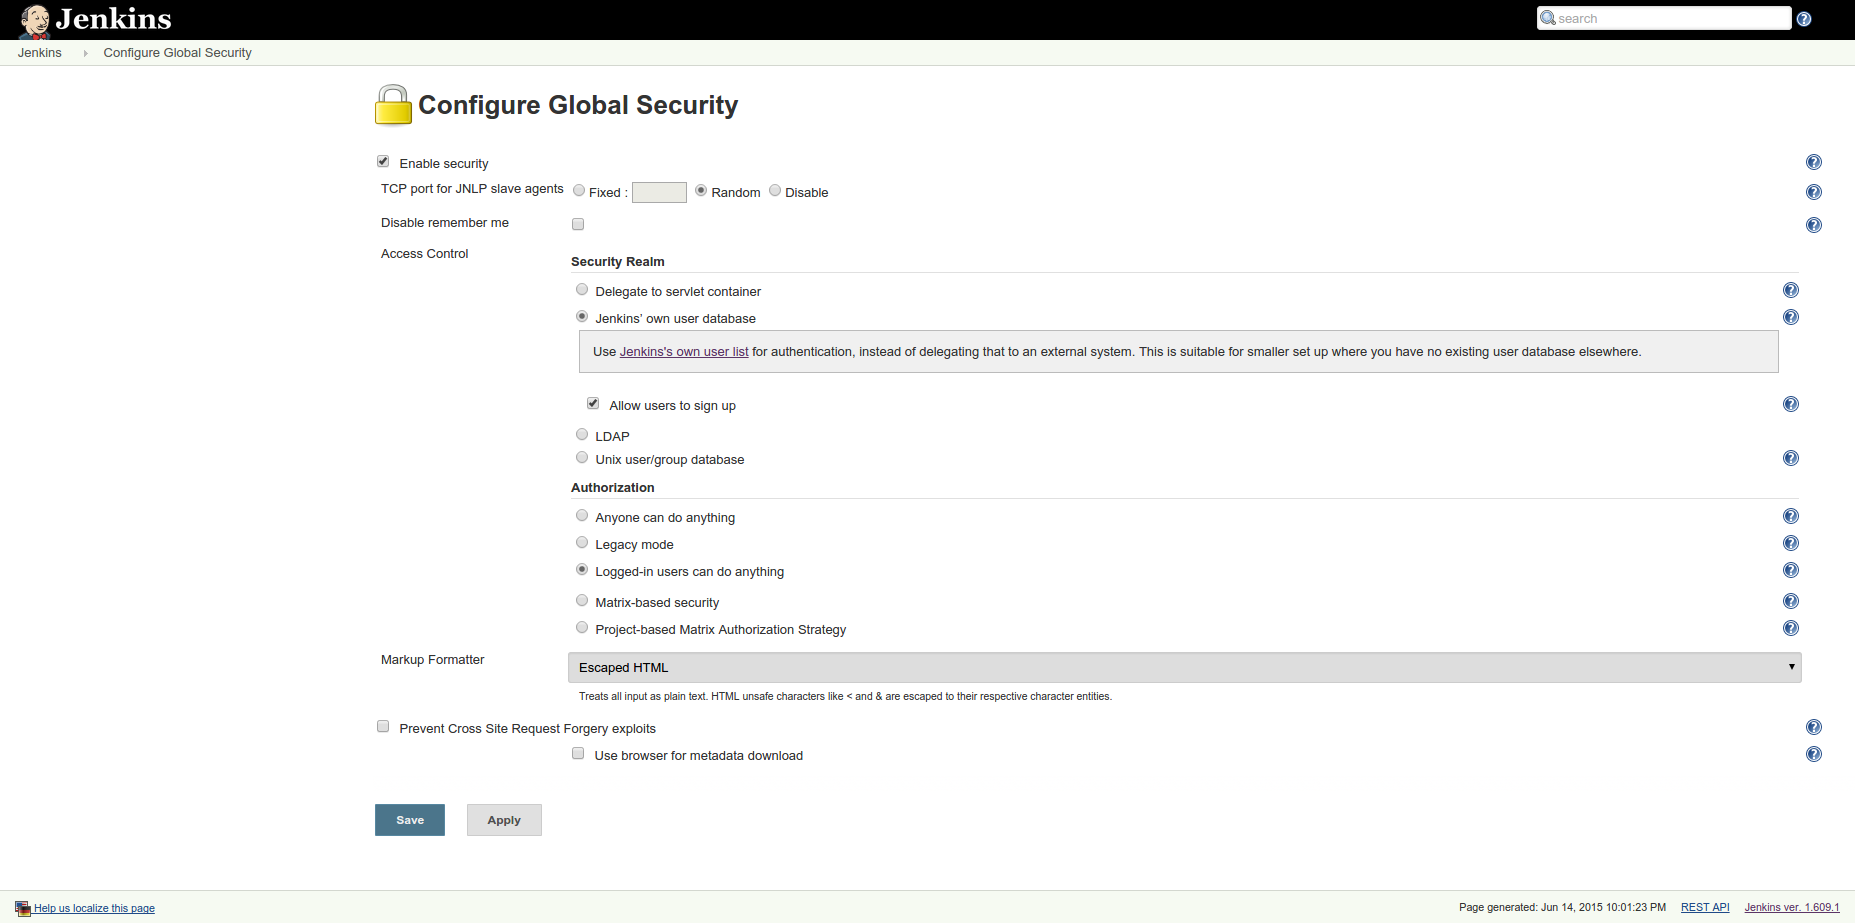 Jenkins
search
Jenkins
Configure Global Security
Configure Global Security
Enable security
TCP port for JNLP slave agents
Fixed :
Random
Disable
Disable remember me
Access Control
Security Realm
Delegate to servlet container
Jenkins' own user database
Use Jenkins's own user list for authentication, instead of delegating that to an external system. This is suitable for smaller set up where you have no existing user database elsewhere.
Allow users to sign up
LDAP
Unix user/group database
Authorization
Anyone can do anything
Legacy mode
Logged-in users can do anything
Matrix-based security
Project-based Matrix Authorization Strategy
Markup Formatter
Escaped HTML
Treats all input as plain text. HTML unsafe characters like < and & are escaped to their respective character entities.
Prevent Cross Site Request Forgery exploits
Use browser for metadata download
Save
Apply
Help us localize this page
Page generated: Jun 14, 2015 10:01:23 PM
REST API
Jenkins ver. 1.609.1